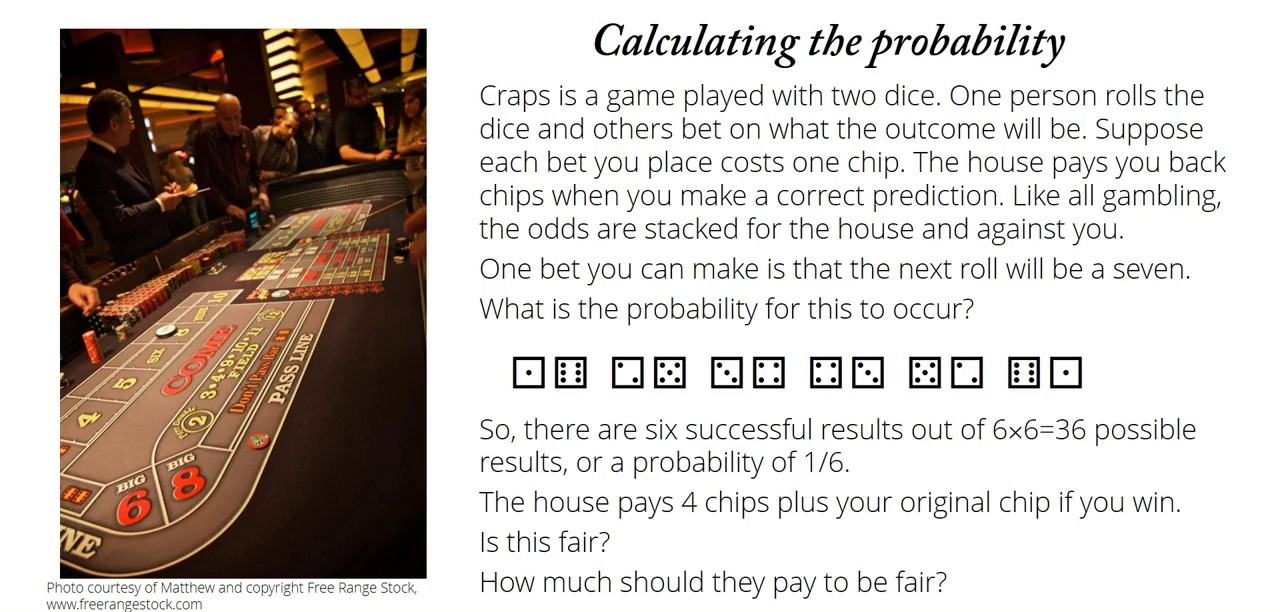 Calculating the probability
Craps is a game played with two dice. One person rolls the
dice and others bet on what the outcome will be. Suppose
each bet you place costs one chip. The house pays you back
chips when you make a correct prediction. Like all gambling,
the odds are stacked for the house and against you.
One bet you can make is that the next roll will be a seven.
What is the probability for this to occur?
So, there are six successful results out of 6×6=36 possible
results, or a probability of 1/6.
The house pays 4 chips plus your original chip if you win.
Is this fair?
How much should they pay to be fair?
10
NINE
SIX
5
4
COME
3•4•9•10•11
FIELD
2
Don't Pass Bar
PASS LINE
BIG
6
BIG
8
NE
Photo courtesy of Matthew and copyright Free Range Stock,
www.freerangestock.com